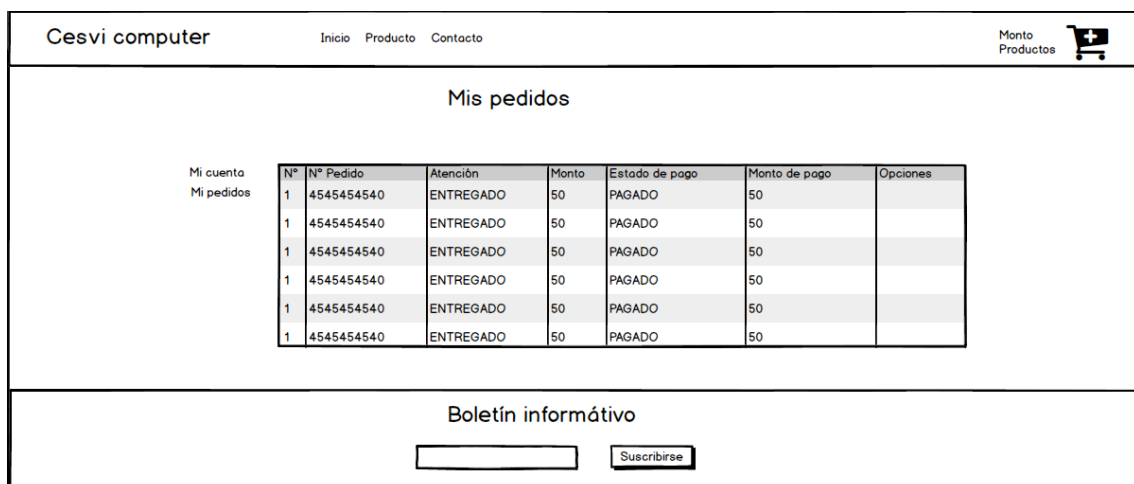 Cesvi computer Inicio Producto Contacto Monto
Productos
Mis pedidos
Mi cuenta
Mi pedidos
N° N° Pedido Atención Monto Estado de pago Monto de pago Opciones
1 4545454540 ENTREGADO 50 PAGADO 50
1 4545454540 ENTREGADO 50 PAGADO 50
1 4545454540 ENTREGADO 50 PAGADO 50
1 4545454540 ENTREGADO 50 PAGADO 50
1 4545454540 ENTREGADO 50 PAGADO 50
1 4545454540 ENTREGADO 50 PAGADO 50
Boletín informátivo
Suscribirse